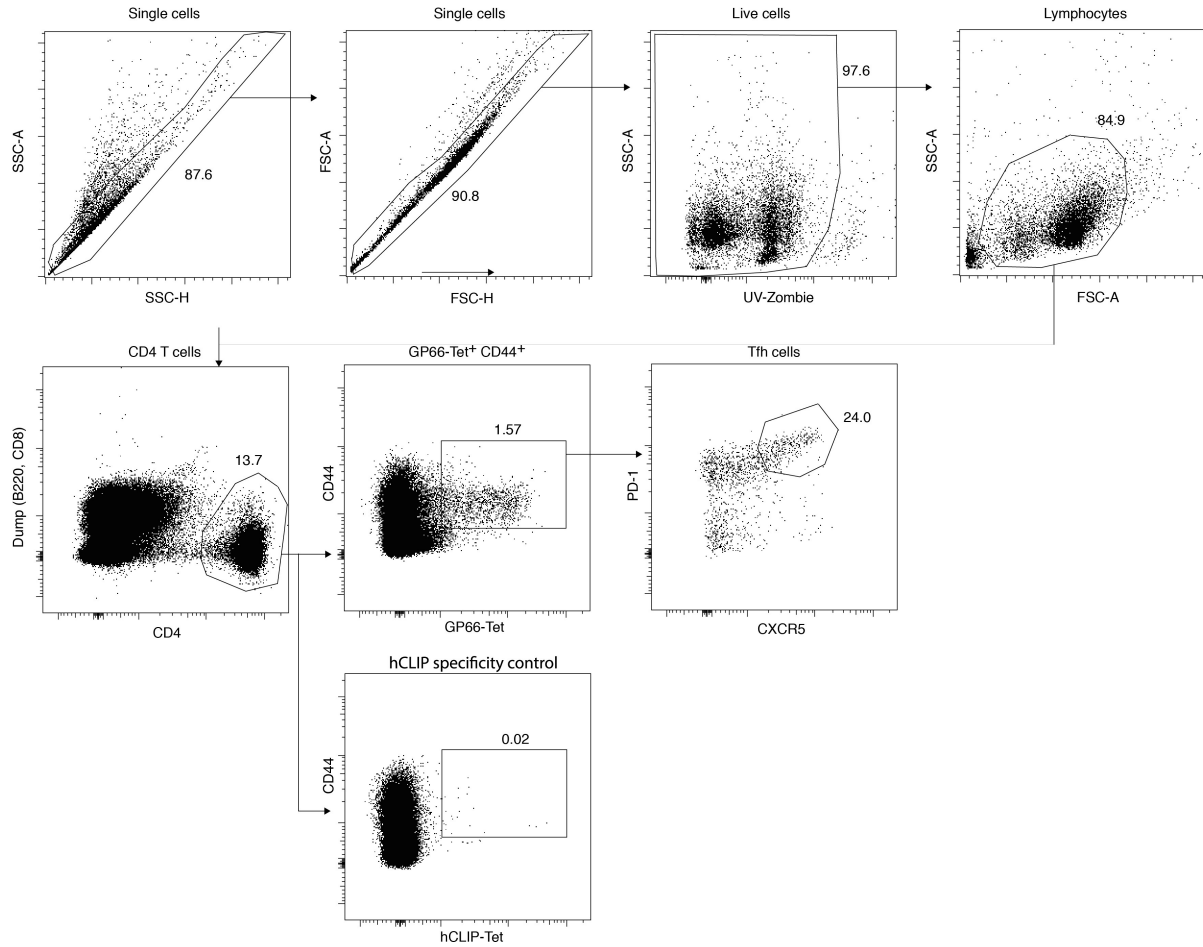 Single cells
Single cells
Live cells
Lymphocytes
SSC-A
87.6
SSC-H
FSC-A
90.8
FSC-H
SSC-A
97.6
UV-Zombie
SSC-A
84.9
FSC-A
CD4 T cells
GP66-Tet+ CD44+
Tfh cells
Dump (B220, CD8)
13.7
CD4
CD44
1.57
GP66-Tet
PD-1
24.0
CXCR5
hCLIP specificity control
CD44
0.02
hCLIP-Tet